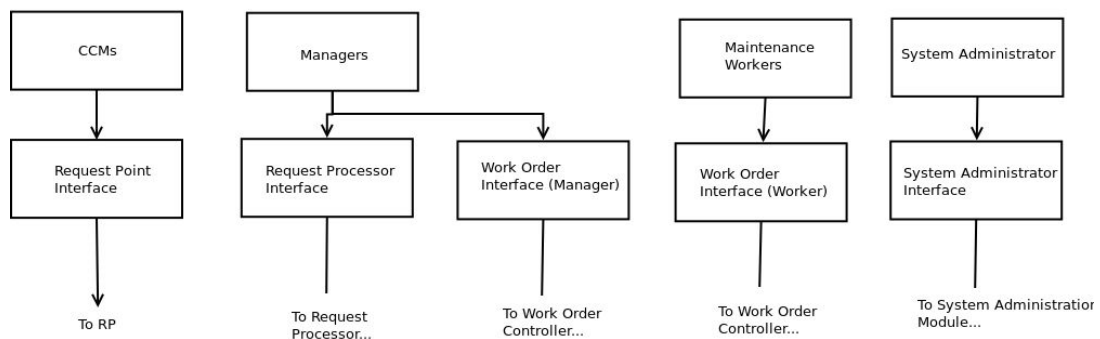 CCMs
Managers
Maintenance
Workers
System Administrator
Request Point
Interface
Request Processor
Interface
Work Order
Interface (Manager)
Work Order
Interface (Worker)
System Administrator
Interface
To RP
To Request
Processor...
To Work Order
Controller...
To Work Order
Controller...
To System Administration
Module...